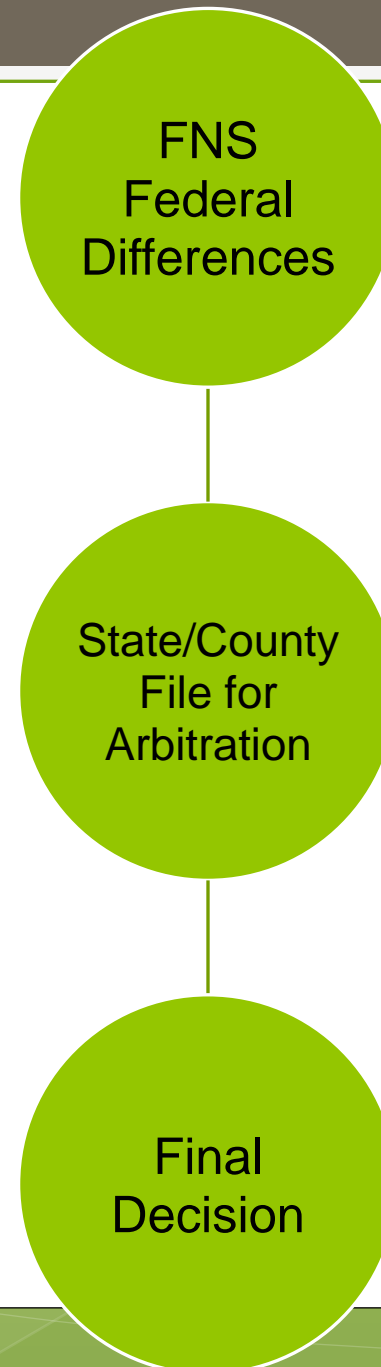 FNS
Federal
Differences
State/County
File for
Arbitration
Final
Decision